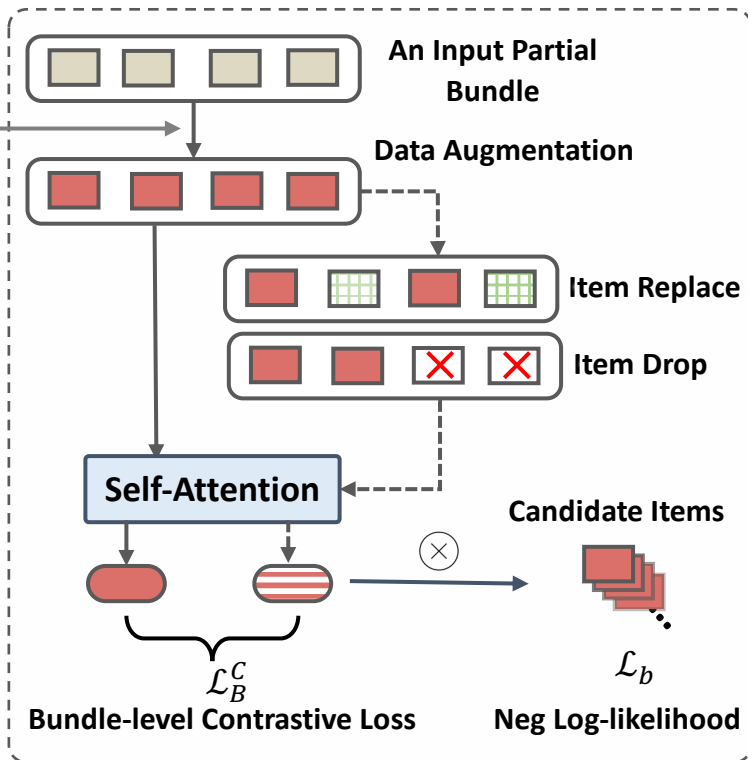 An Input Partial
Bundle
Data Augmentation
Item Replace
Item Drop
Self-Attention
Candidate Items
ℒ_B^C
ℒ_b
Bundle-level Contrastive Loss
Neg Log-likelihood